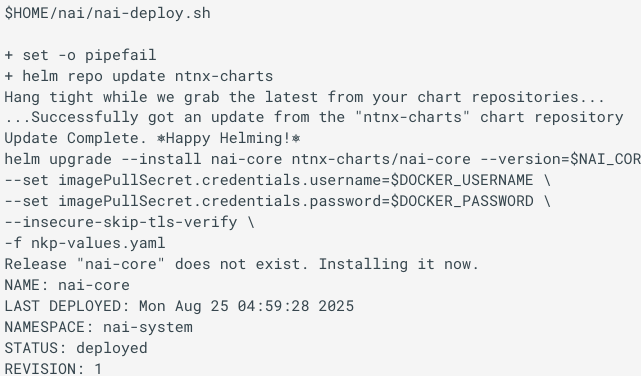 $HOME/nai/nai-deploy.sh
+ set -o pipefail
+ helm repo update ntnx-charts
Hang tight while we grab the latest from your chart repositories...
...Successfully got an update from the "ntnx-charts" chart repository
Update Complete. ⎈Happy Helming!⎈
helm upgrade --install nai-core ntnx-charts/nai-core --version=$NAI_COR
--set imagePullSecret.credentials.username=$DOCKER_USERNAME \
--set imagePullSecret.credentials.password=$DOCKER_PASSWORD \
--insecure-skip-tls-verify \
-f nkp-values.yaml
Release "nai-core" does not exist. Installing it now.
NAME: nai-core
LAST DEPLOYED: Mon Aug 25 04:59:28 2025
NAMESPACE: nai-system
STATUS: deployed
REVISION: 1